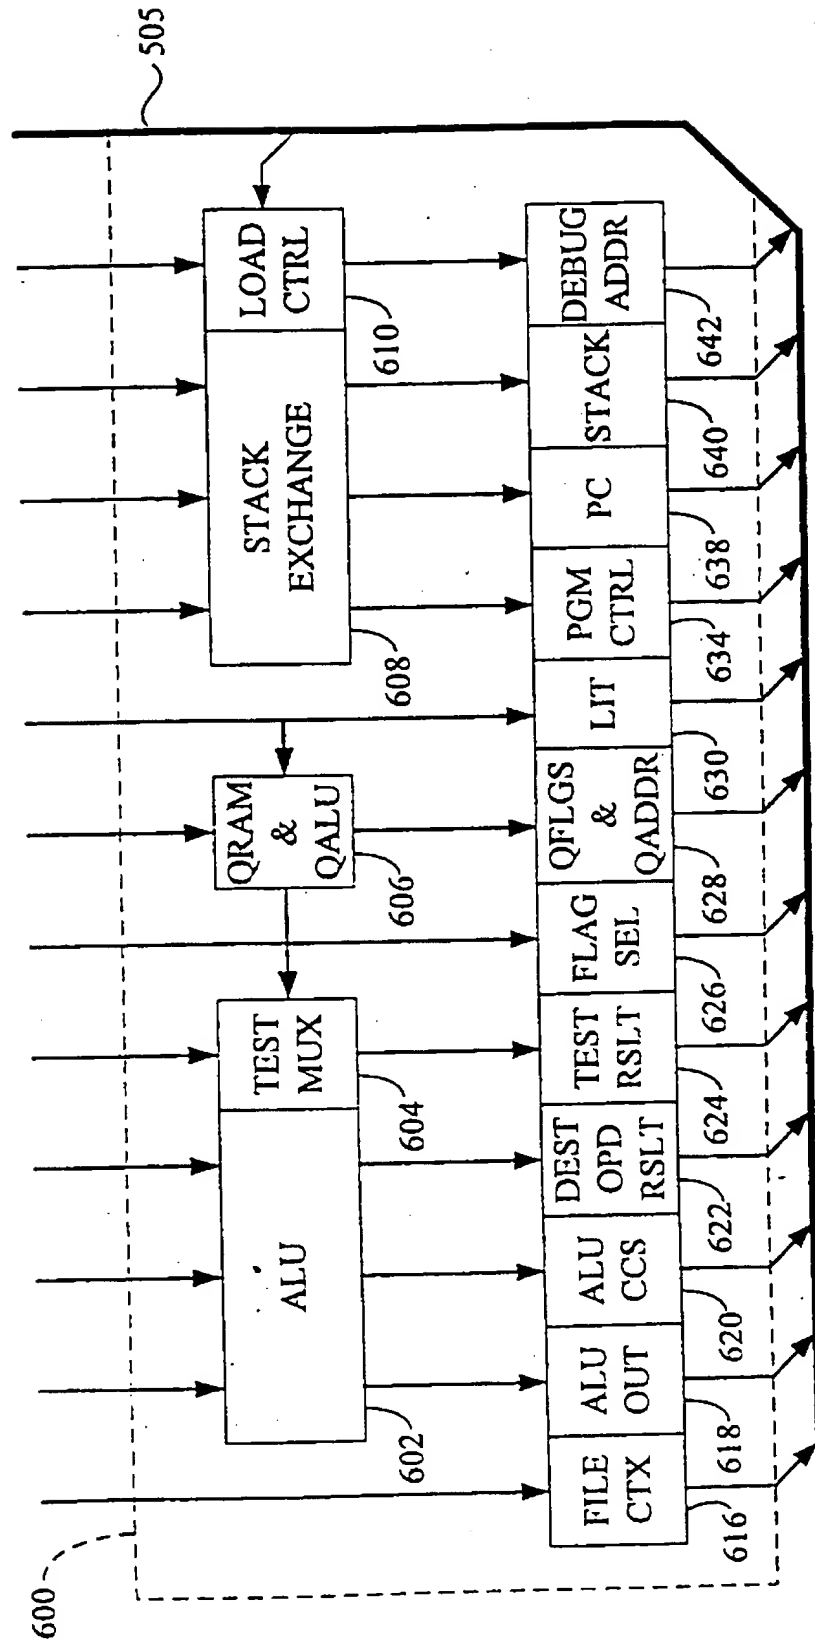 600
505
ALU
TEST
MUX
QRAM
&
QALU
STACK
EXCHANGE
LOAD
CTRL
602
604
606
608
610
FILE
CTX
ALU
OUT
ALU
CCS
DEST
OPD
RSLT
TEST
RSLT
FLAG
SEL
QFLGS
&
QADDR
LIT
PGM
CTRL
PC
STACK
DEBUG
ADDR
616
618
620
622
624
626
628
630
634
638
640
642